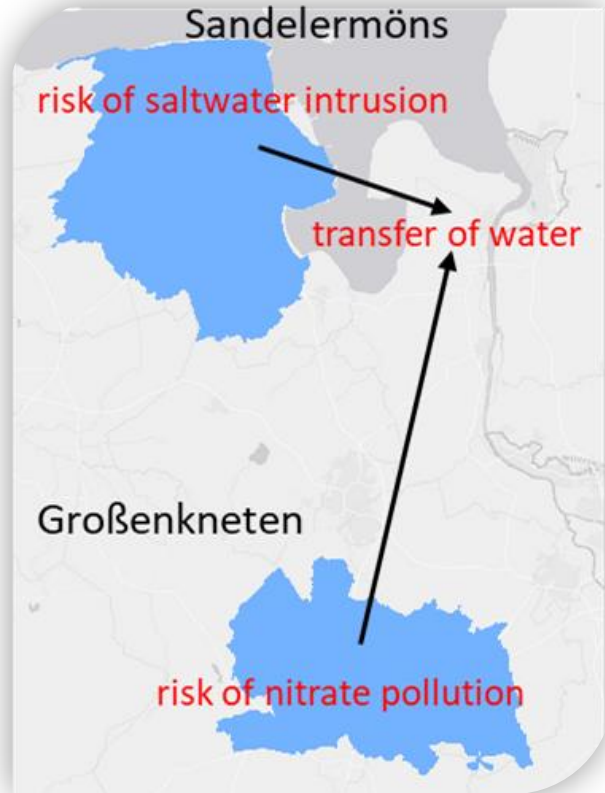 Sandelermöns
risk of saltwater intrusion
transfer of water
Großenkneten
risk of nitrate pollution